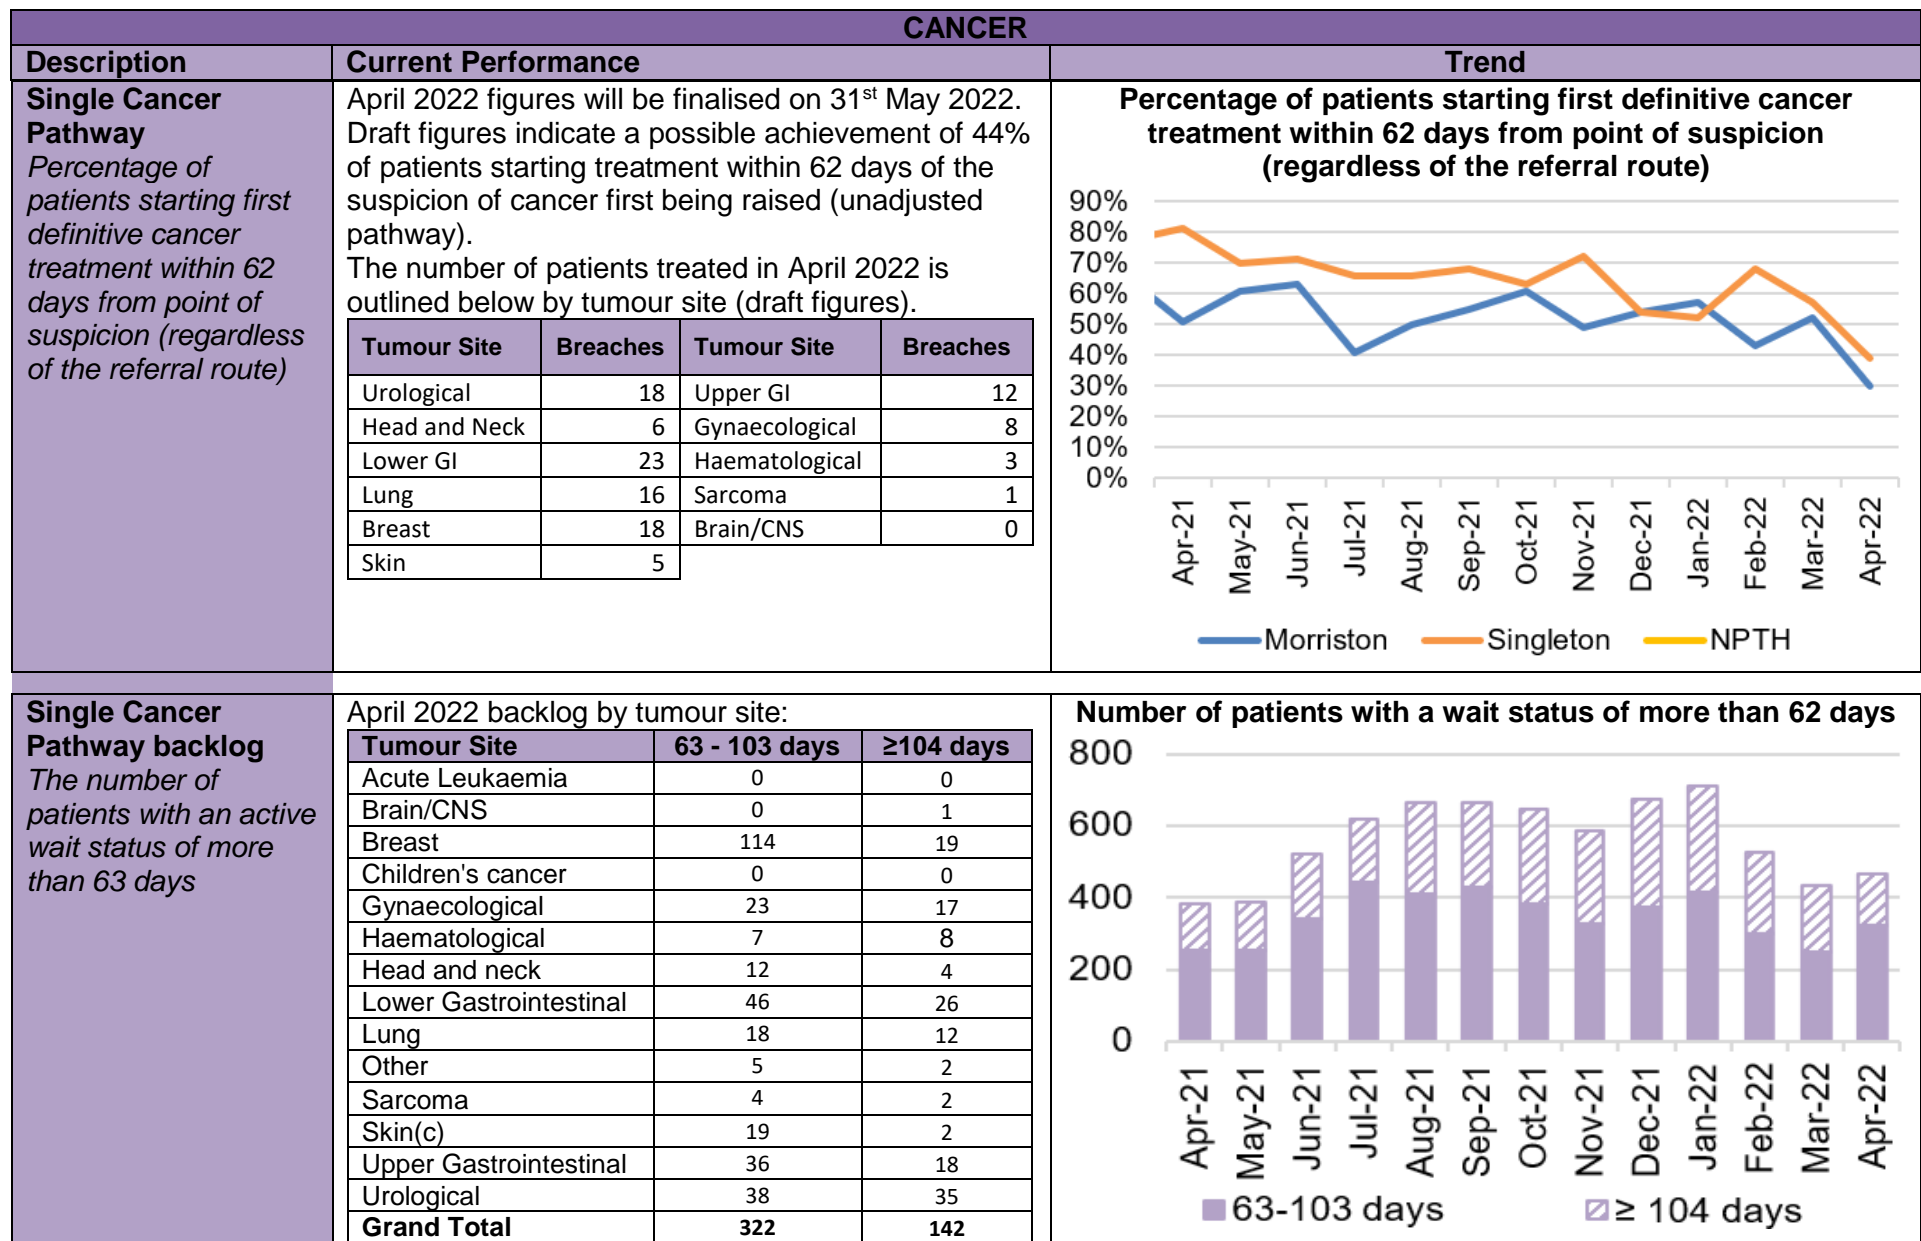 CANCER
Description Current Performance Trend
Single Cancer
Pathway
Percentage of
patients starting first
definitive cancer
treatment within 62
days from point of
suspicion (regardless
of the referral route)
April 2022 figures will be finalised on 31st May 2022.
Draft figures indicate a possible achievement of 44%
of patients starting treatment within 62 days of the
suspicion of cancer first being raised (unadjusted
pathway).
The number of patients treated in April 2022 is
outlined below by tumour site (draft figures).
Tumour Site Breaches Tumour Site Breaches
Urological 18 Upper GI 12
Head and Neck 6 Gynaecological 8
Lower GI 23 Haematological 3
Lung 16 Sarcoma 1
Breast 18 Brain/CNS 0
Skin 5
Percentage of patients starting first definitive cancer
treatment within 62 days from point of suspicion
(regardless of the referral route)
90%
80%
70%
60%
50%
40%
30%
20%
10%
0%
Apr-21 May-21 Jun-21 Jul-21 Aug-21 Sep-21 Oct-21 Nov-21 Dec-21 Jan-22 Feb-22 Mar-22 Apr-22
Morriston Singleton NPTH
Single Cancer
Pathway backlog
The number of
patients with an active
wait status of more
than 63 days
April 2022 backlog by tumour site:
Tumour Site 63 - 103 days ≥104 days
Acute Leukaemia 0 0
Brain/CNS 0 1
Breast 114 19
Children's cancer 0 0
Gynaecological 23 17
Haematological 7 8
Head and neck 12 4
Lower Gastrointestinal 46 26
Lung 18 12
Other 5 2
Sarcoma 4 2
Skin(c) 19 2
Upper Gastrointestinal 36 18
Urological 38 35
Grand Total 322 142
Number of patients with a wait status of more than 62 days
800
600
400
200
0
Apr-21 May-21 Jun-21 Jul-21 Aug-21 Sep-21 Oct-21 Nov-21 Dec-21 Jan-22 Feb-22 Mar-22 Apr-22
63-103 days ≥ 104 days